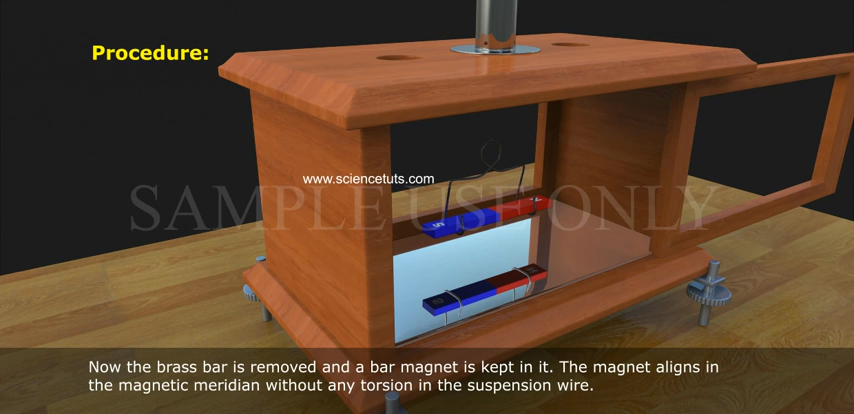 Procedure:
www.sciencetuts.com
SAMPLE USE ONLY
S
Now the brass bar is removed and a bar magnet is kept in it. The magnet aligns in
the magnetic meridian without any torsion in the suspension wire.